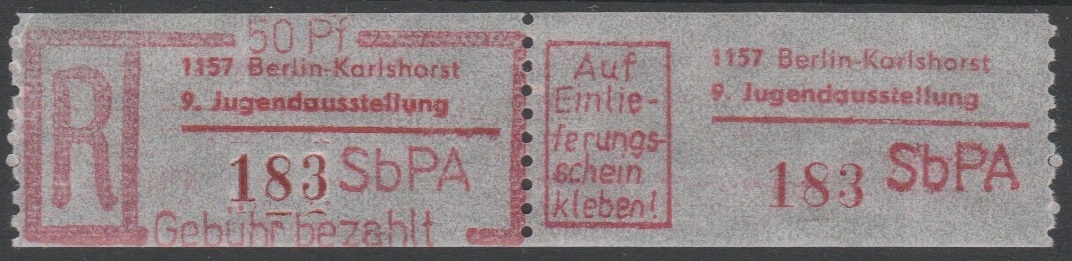 50 Pf
R
1157 Berlin-Karlshorst
9. Jugendausstellung
183 SbPA
Gebühr bezahlt
Auf
Einlie-
ferungs-
schein
kleben!
1157 Berlin-Karlshorst
9. Jugendausstellung
183 SbPA